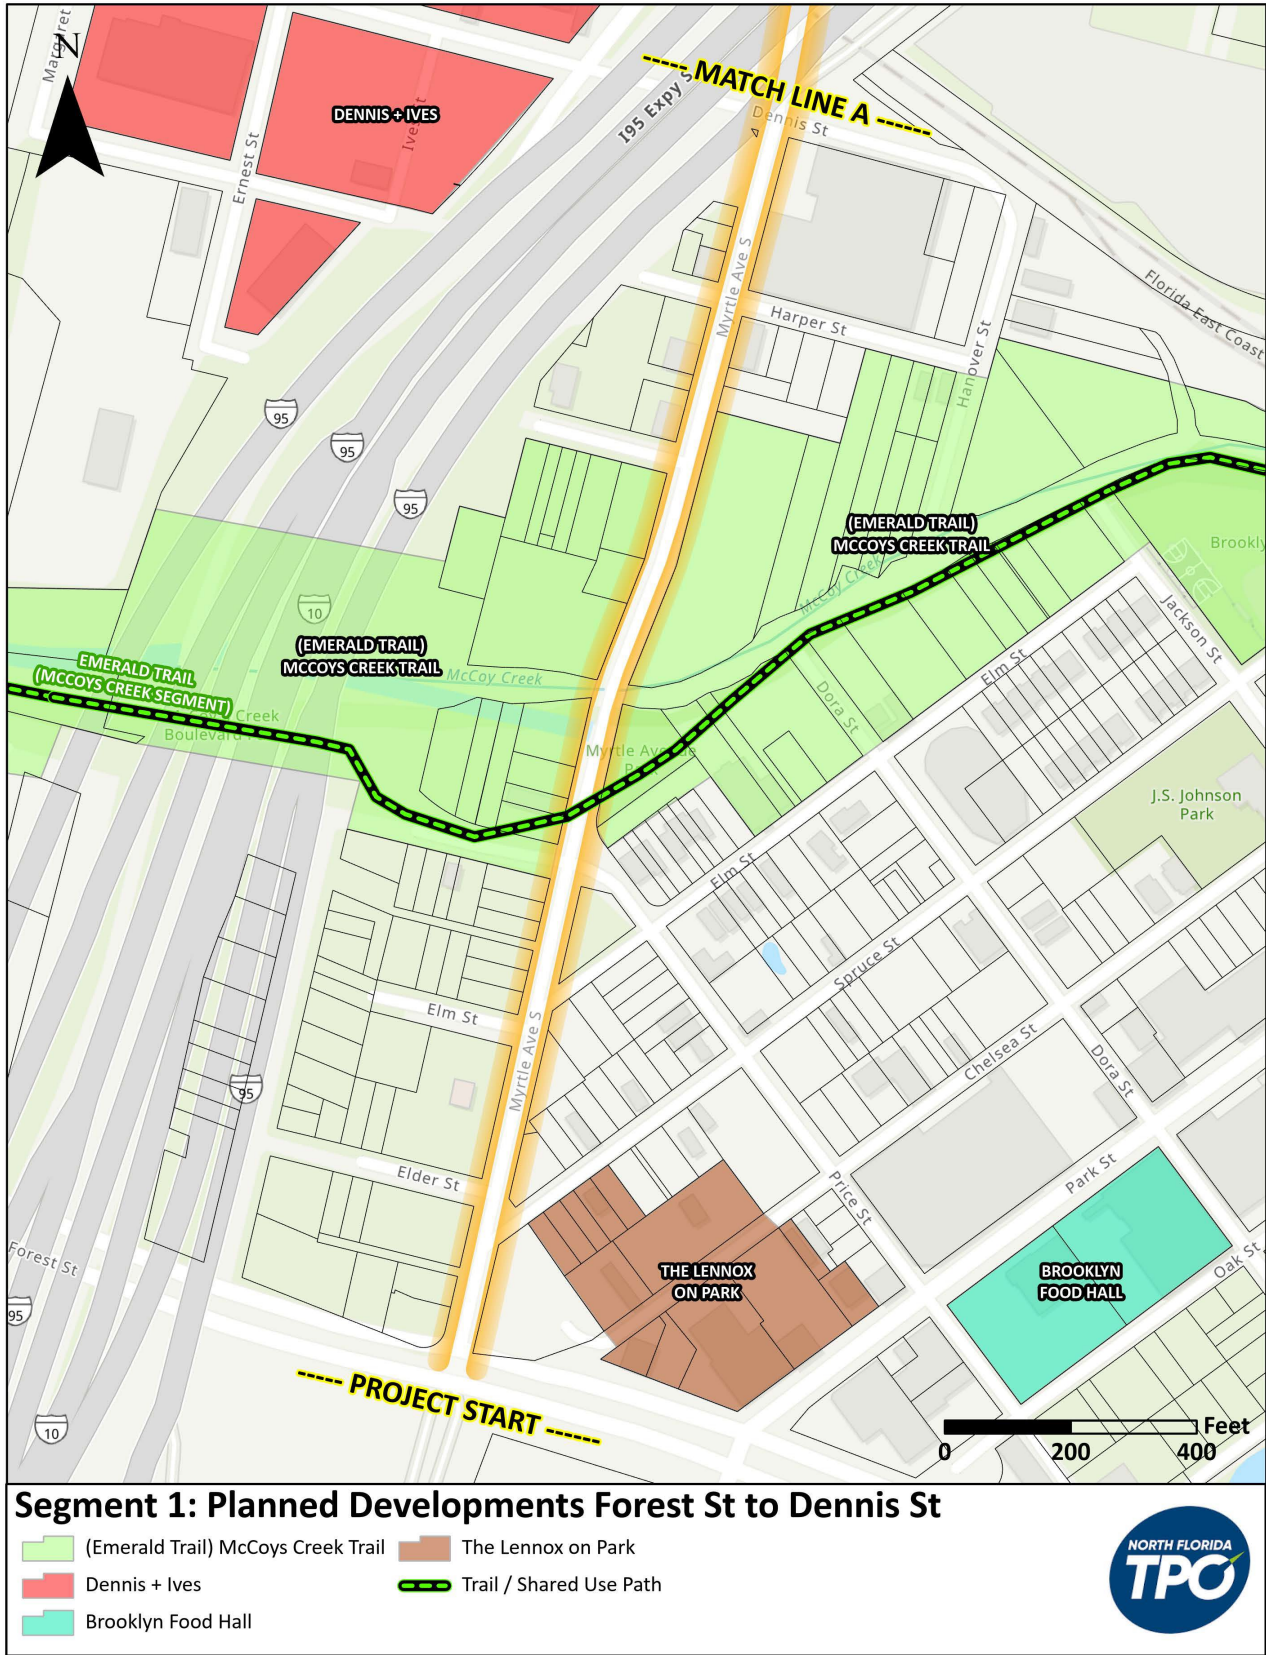 Margaret
N
DENNIS + IVES
Ives St
Ernest St
I95 Expy S
----- MATCH LINE A ------
Dennis St
Myrtle Ave S
Harper St
Hanover St
Florida East Coast
95
95
95
(EMERALD TRAIL)
MCCOYS CREEK TRAIL
McCoy Creek
Brookly
10
(EMERALD TRAIL)
MCCOYS CREEK TRAIL
McCoy Creek
EMERALD TRAIL
(MCCOYS CREEK SEGMENT)
Creek
Boulevard
Myrtle Avenue
Jackson St
Elm St
Dora St
J.S. Johnson
Park
Elm St
Spruce St
Elm St
Myrtle Ave S
Chelsea St
Dora St
95
Elder St
Price St
Park St
Forest St
THE LENNOX
ON PARK
BROOKLYN
FOOD HALL
Oak St
95
----- PROJECT START ------
10
Feet
0 200 400
Segment 1: Planned Developments Forest St to Dennis St
(Emerald Trail) McCoys Creek Trail
Dennis + Ives
Brooklyn Food Hall
The Lennox on Park
Trail / Shared Use Path
NORTH FLORIDA
TPO